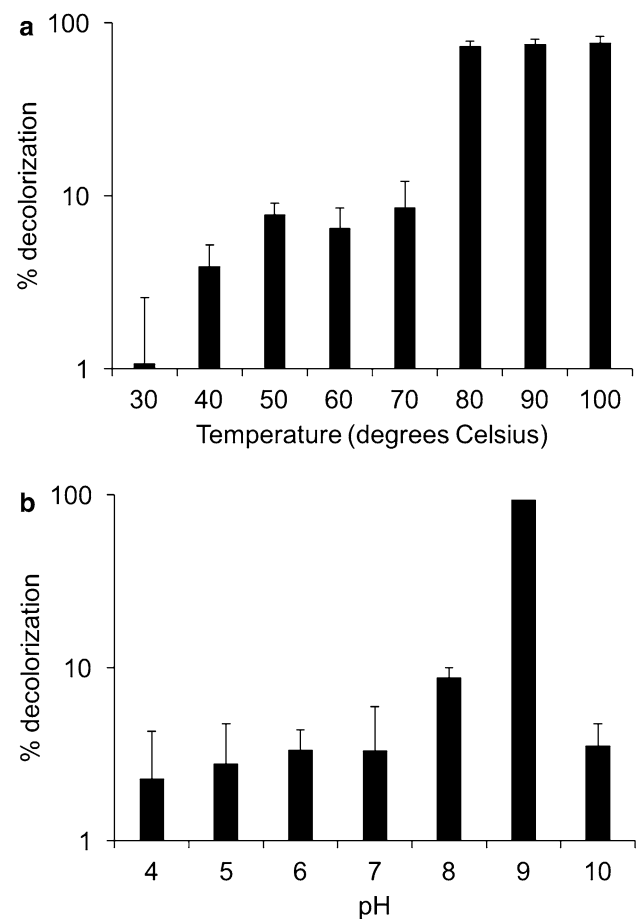 a
100
10
1
% decolorization
30 40 50 60 70 80 90 100
Temperature (degrees Celsius)
b
100
10
1
% decolorization
4 5 6 7 8 9 10
pH